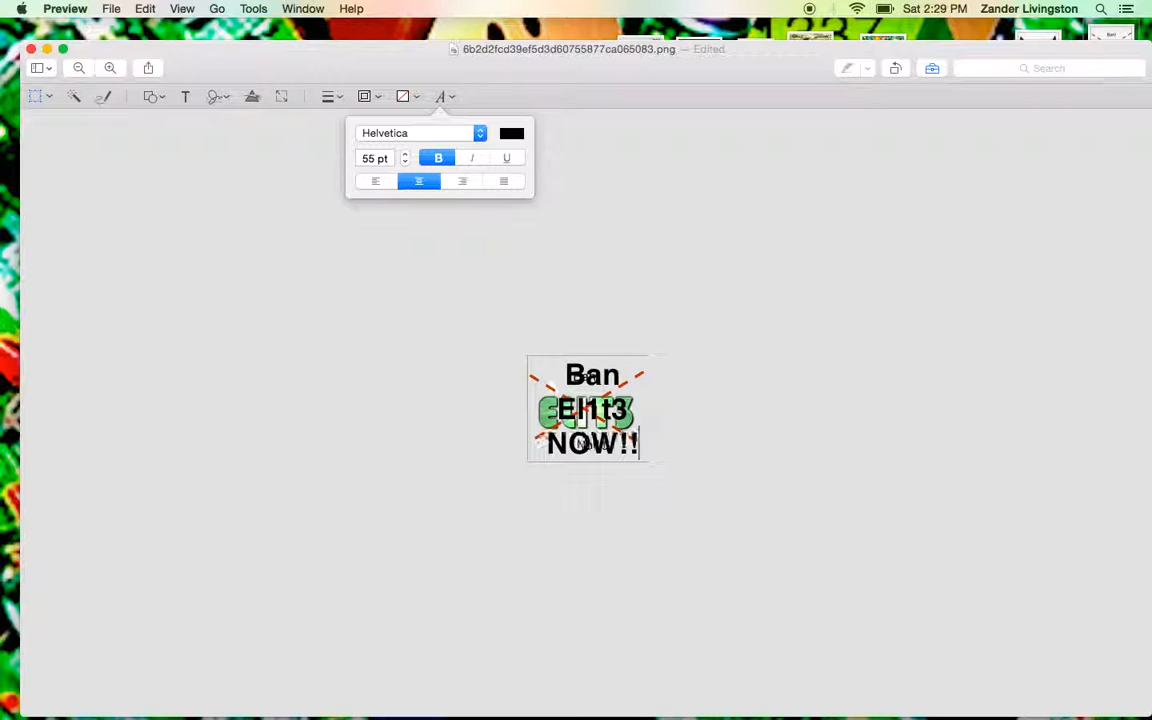 Preview File Edit View Go Tools Window Help Sat 2:29 PM Zander Livingston
6b2d2fcd39ef5d3d60755877ca065083.png — Edited
Search
T A
Helvetica
55 pt B I U
Ban
El1t3
NOW!!